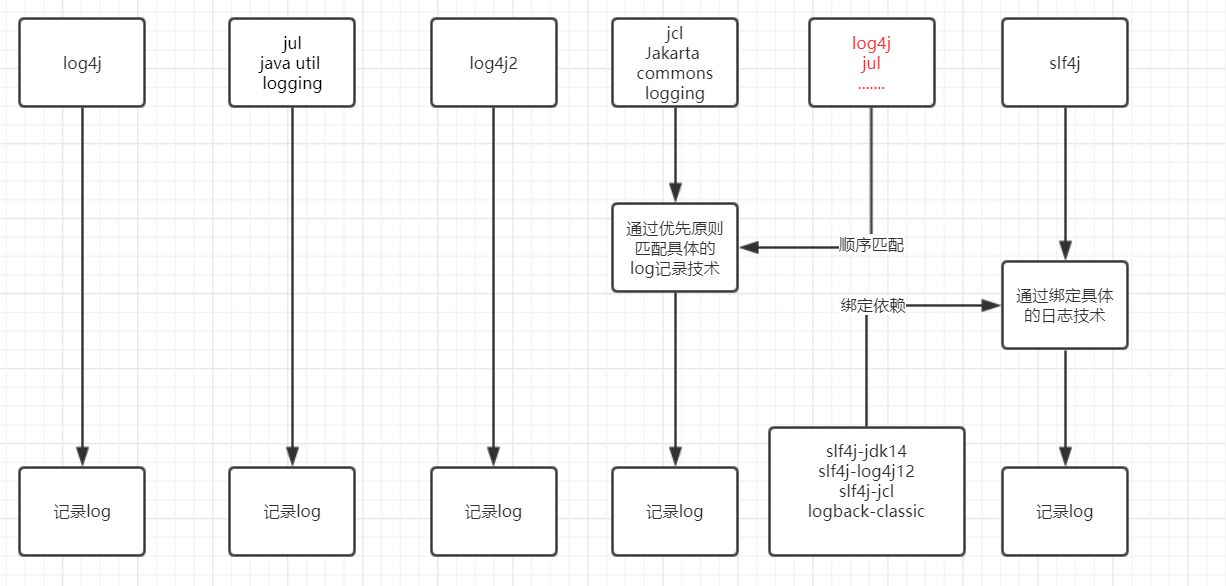 log4j
jul
java util
logging
log4j2
jcl
Jakarta
commons
logging
log4j
jul
.......
slf4j
通过优先原则
匹配具体的
log记录技术
顺序匹配
绑定依赖
通过绑定具体
的日志技术
slf4j-jdk14
slf4j-log4j12
slf4j-jcl
logback-classic
记录log
记录log
记录log
记录log
记录log